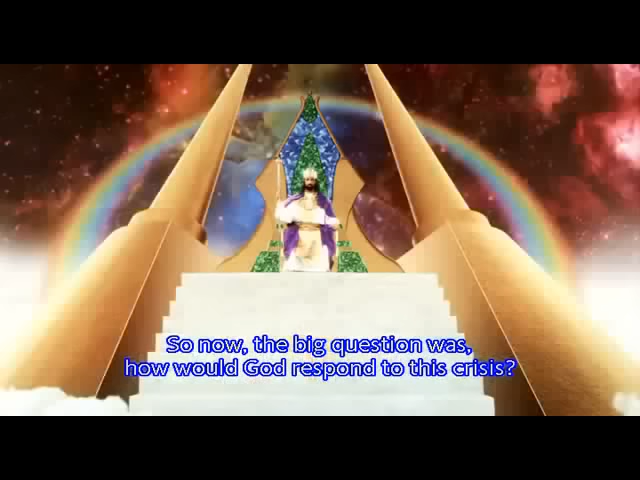 So now, the big question was,
how would God respond to this crisis?